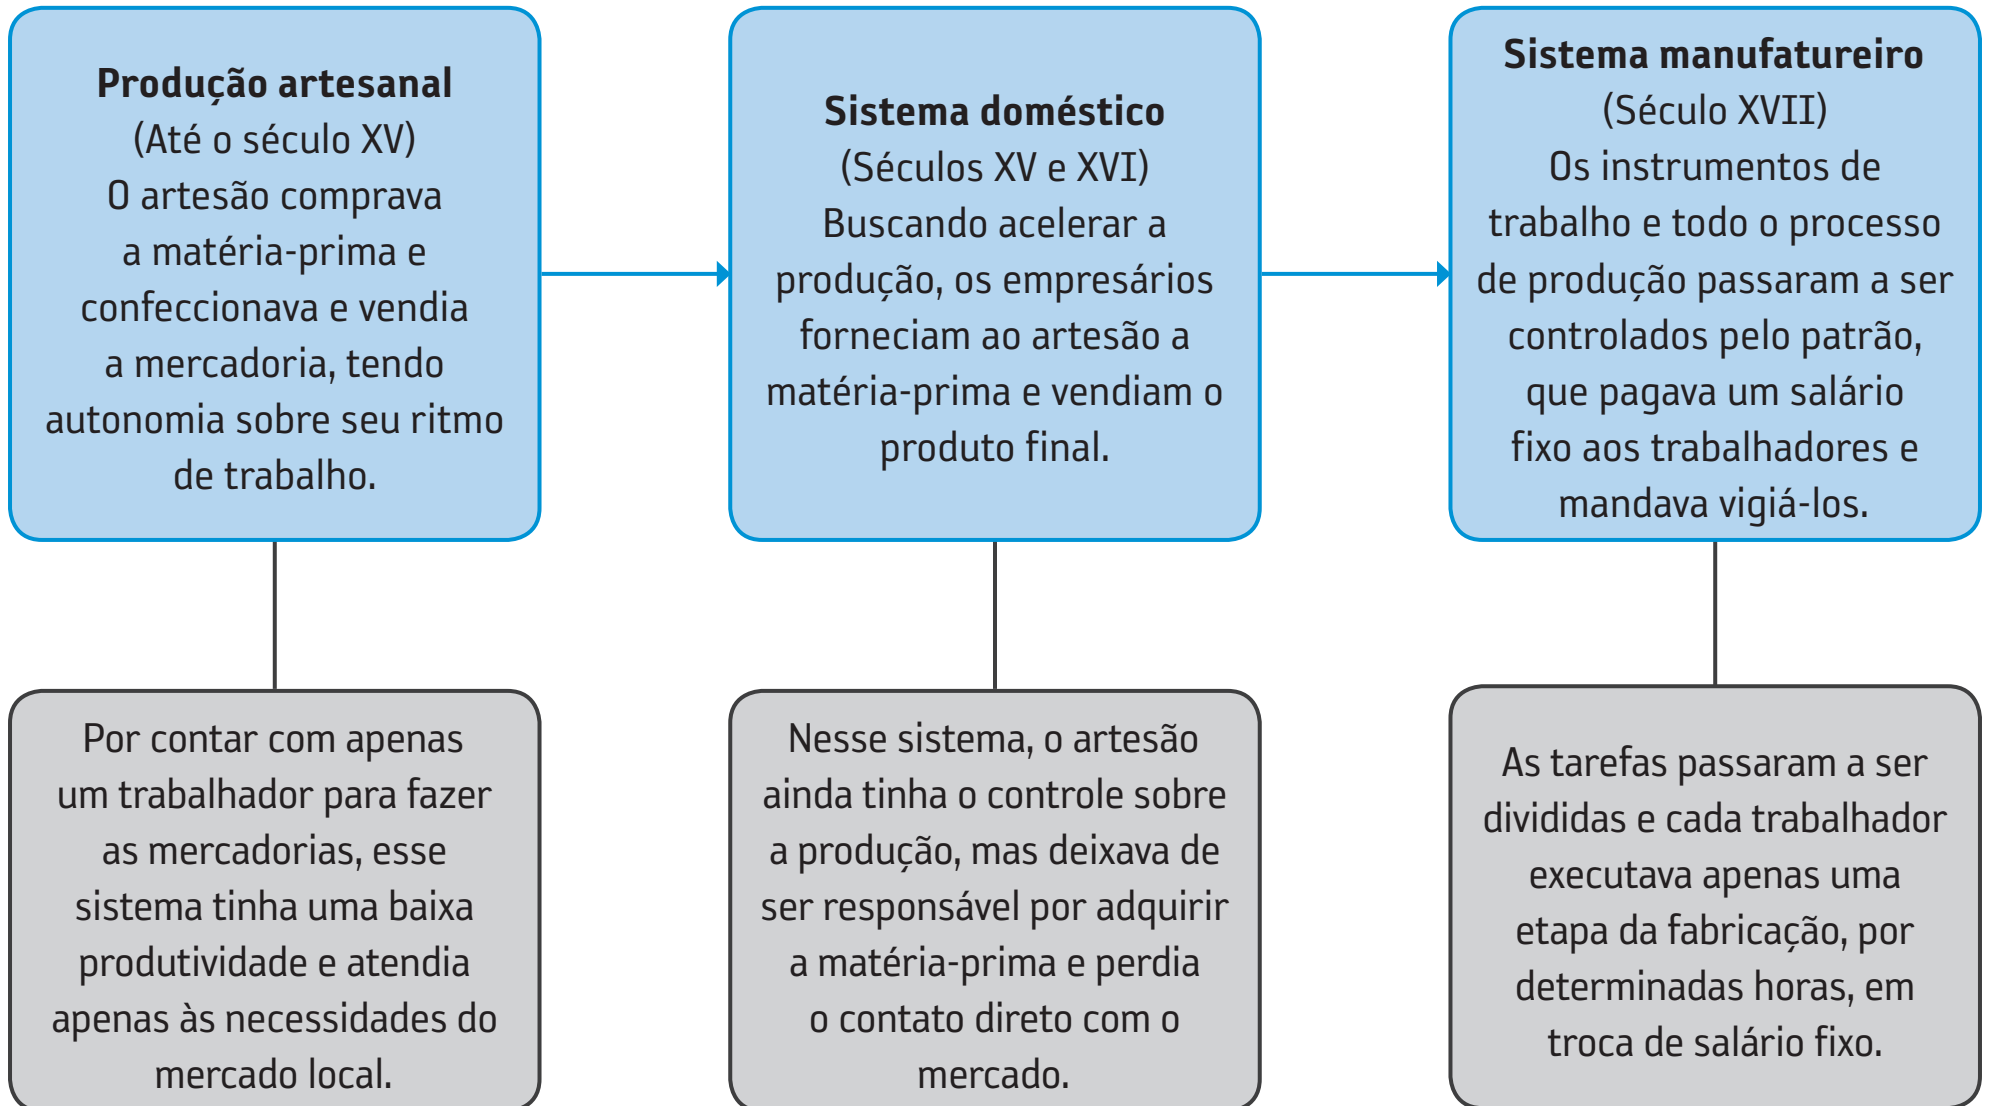 Produção artesanal
(Até o século XV)
O artesão comprava
a matéria-prima e
confeccionava e vendia
a mercadoria, tendo
autonomia sobre seu ritmo
de trabalho.
Sistema doméstico
(Séculos XV e XVI)
Buscando acelerar a
produção, os empresários
forneciam ao artesão a
matéria-prima e vendiam o
produto final.
Sistema manufatureiro
(Século XVII)
Os instrumentos de
trabalho e todo o processo
de produção passaram a ser
controlados pelo patrão,
que pagava um salário
fixo aos trabalhadores e
mandava vigiá-los.
Por contar com apenas
um trabalhador para fazer
as mercadorias, esse
sistema tinha uma baixa
produtividade e atendia
apenas às necessidades do
mercado local.
Nesse sistema, o artesão
ainda tinha o controle sobre
a produção, mas deixava de
ser responsável por adquirir
a matéria-prima e perdia
o contato direto com o
mercado.
As tarefas passaram a ser
divididas e cada trabalhador
executava apenas uma
etapa da fabricação, por
determinadas horas, em
troca de salário fixo.